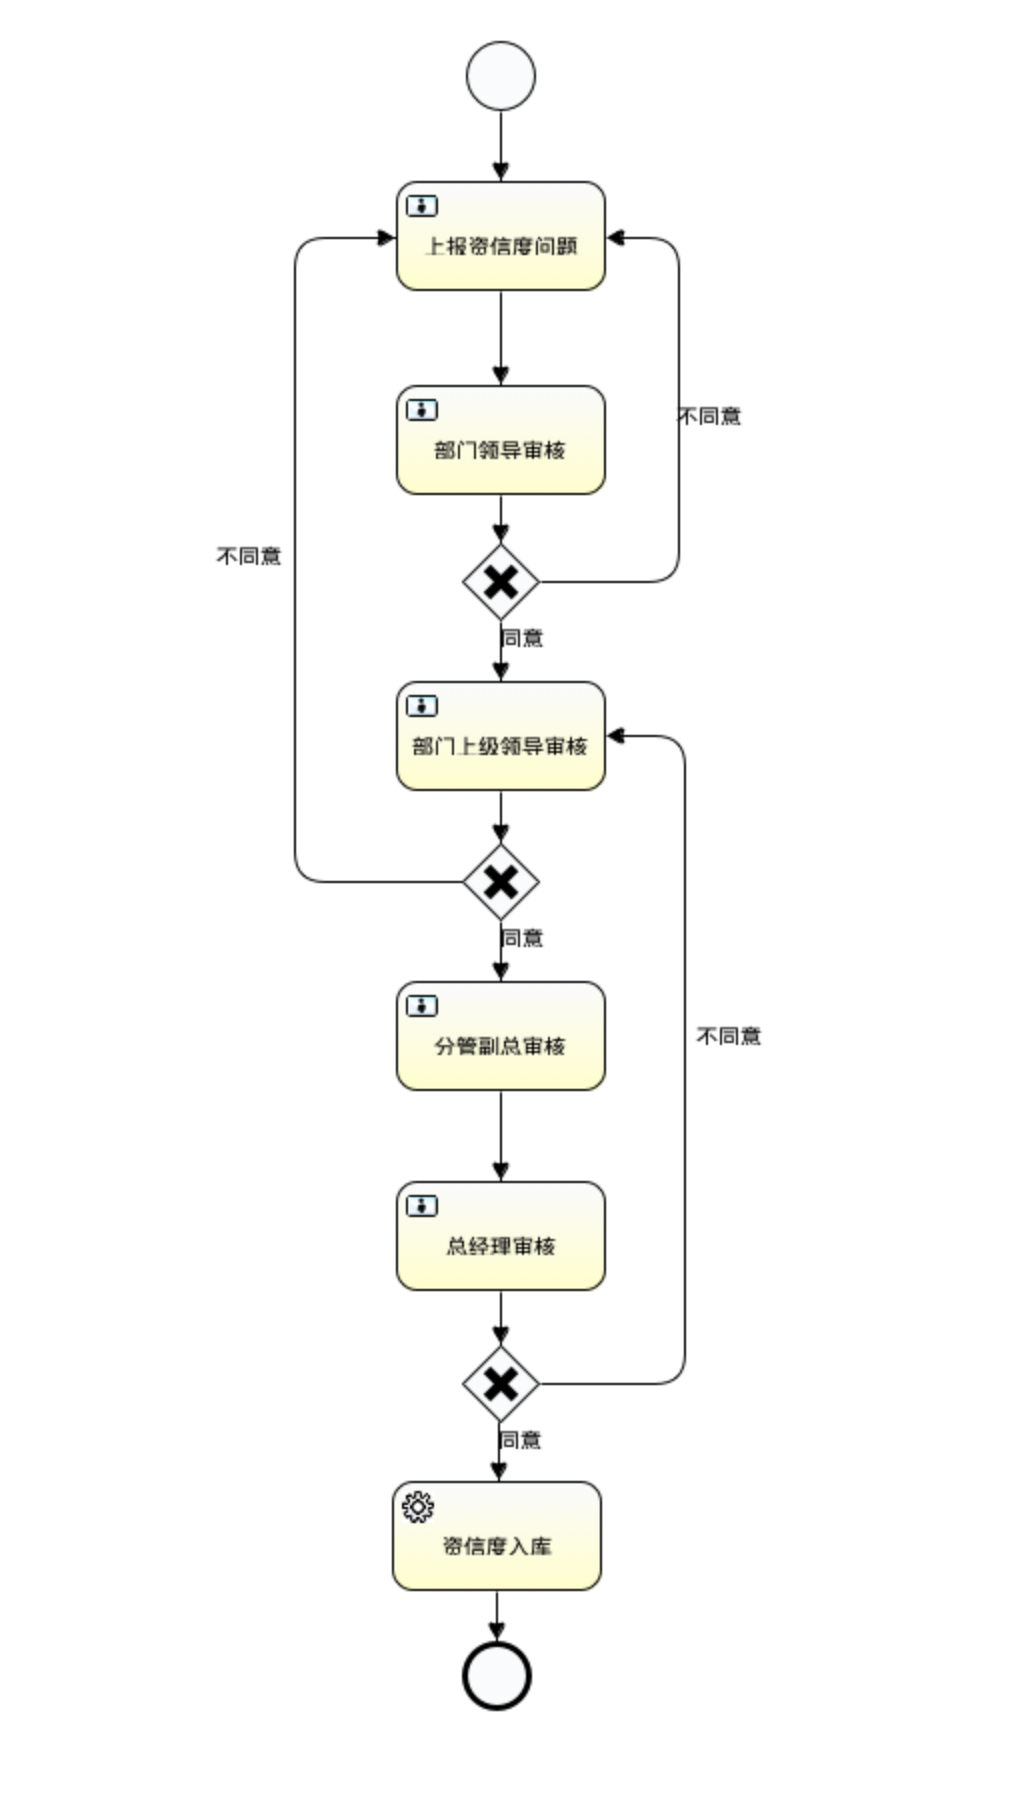 上报资信度问题
部门领导审核
不同意
不同意
同意
部门上级领导审核
同意
分管副总审核
不同意
总经理审核
同意
资信度入库